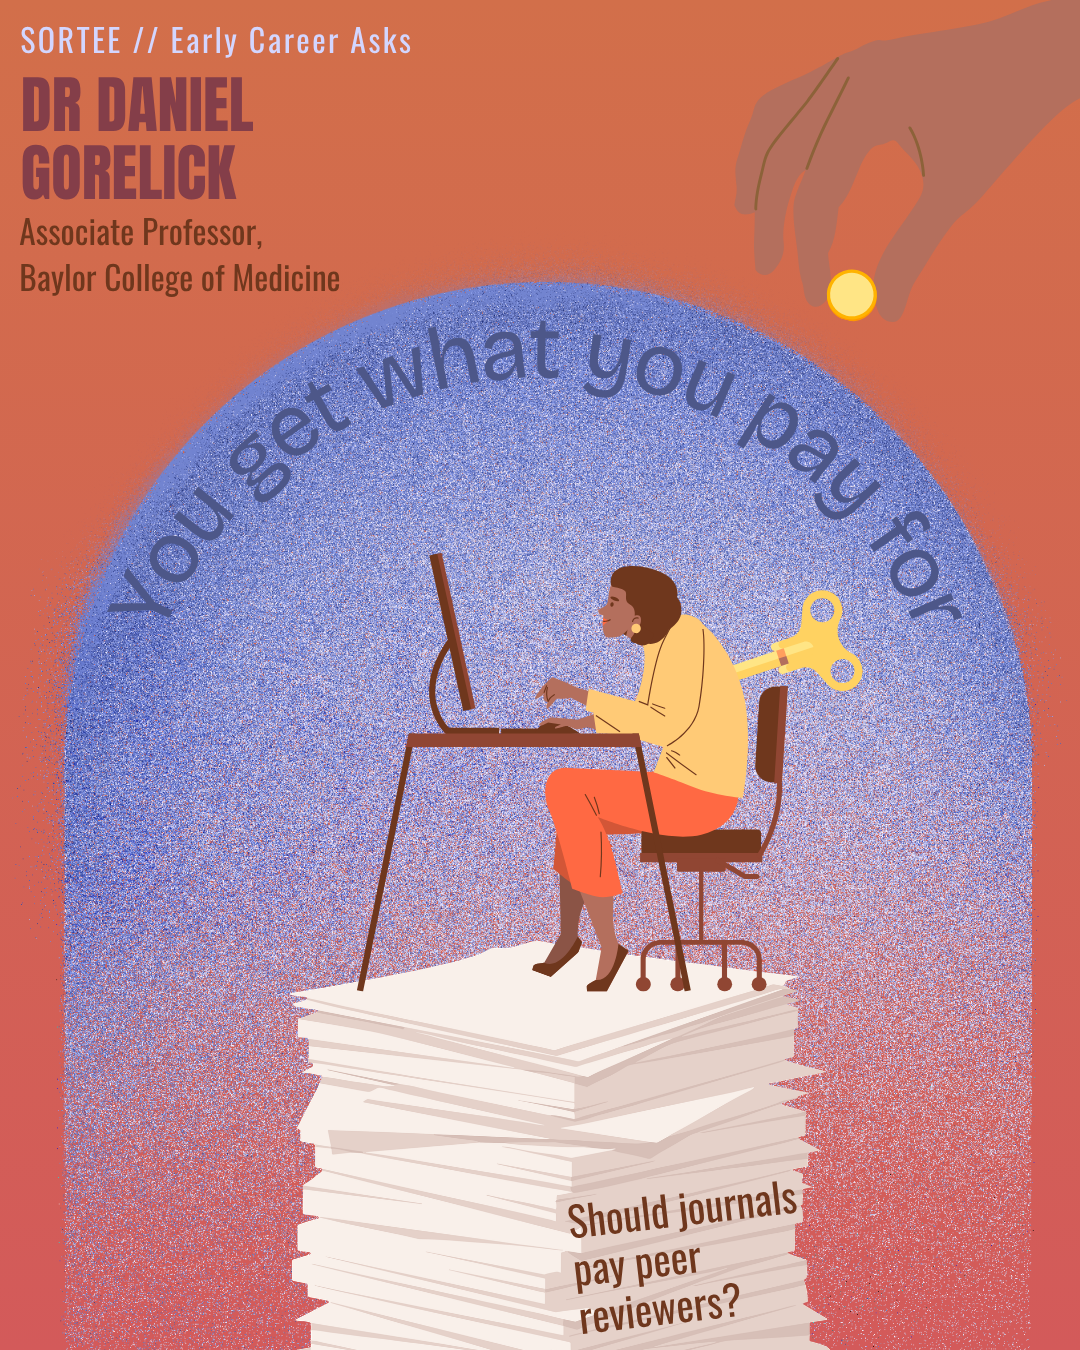 SORTEE // Early Career Asks
DR DANIEL
GORELICK
Associate Professor,
Baylor College of Medicine
You get what you pay for
Should journals
pay peer
reviewers?